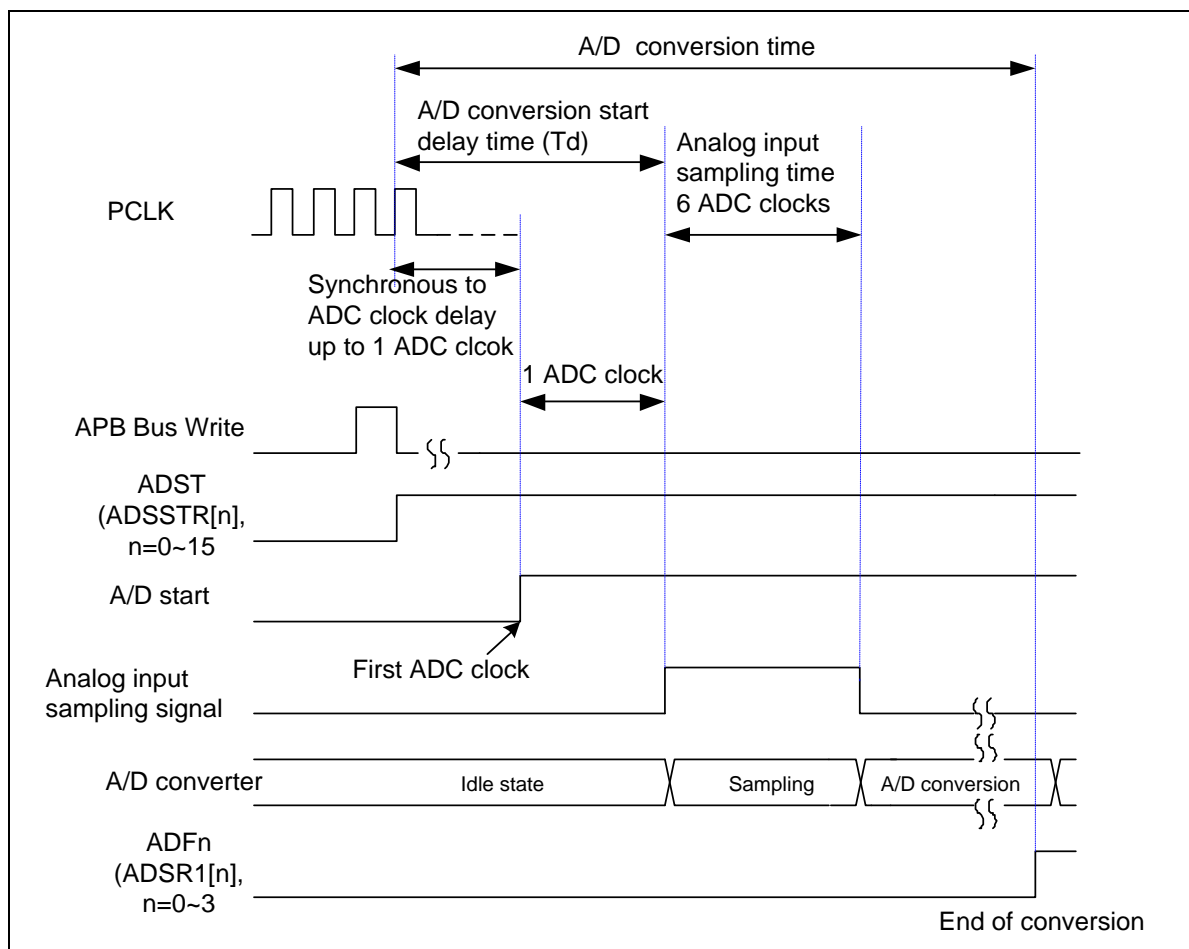 A/D conversion time
A/D conversion start
delay time (Td)
Analog input
sampling time
6 ADC clocks
PCLK
Synchronous to
ADC clock delay
up to 1 ADC clcok
1 ADC clock
APB Bus Write
ADST
(ADSSTR[n],
n=0~15
A/D start
First ADC clock
Analog input
sampling signal
A/D converter
Idle state
Sampling
A/D conversion
ADFn
(ADSR1[n],
n=0~3
End of conversion